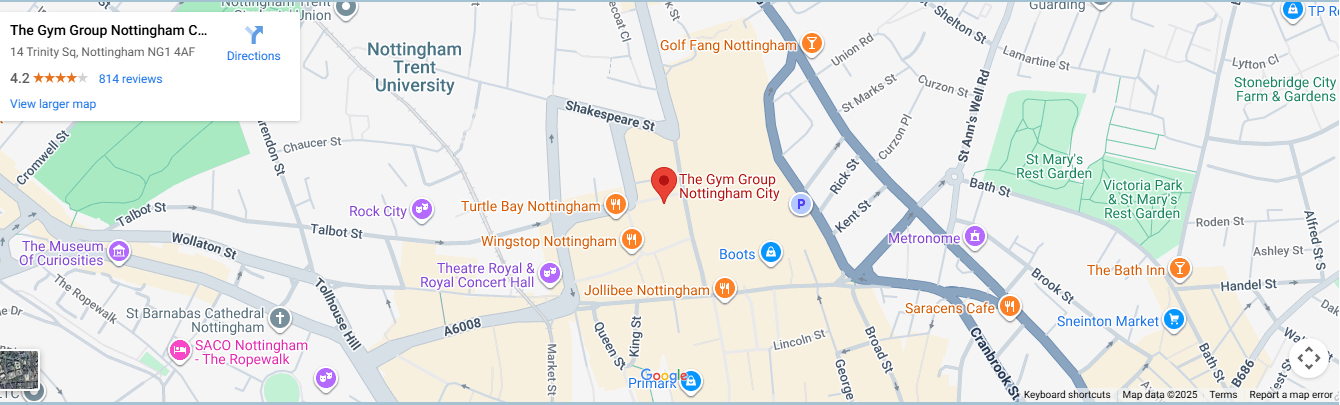 The Gym Group Nottingham C...
14 Trinity Sq, Nottingham NG1 4AF
Directions
4.2
814 reviews
View larger map
Nottingham Trent
Union
Nottingham
Trent
University
Golf Fang Nottingham
Guarding
TP
Union Rd
Shelton St
Lamartine St
Lytton Cl
Curzon St
St Marks St
Stonebridge City
Farm & Gardens
St Ann's Well Rd
Shakespeare St
Cromwell St
Chaucer St
Curzon Pl
St Mary's
Rest Garden
The Gym Group
Nottingham City
Rick St
Bath St
Victoria Park
& St Mary's
Rest Garden
P
Turtle Bay Nottingham
Rock City
Talbot St
Talbot St
Kent St
Roden St
Alfred St S
Wollaton St
Wingstop Nottingham
Metronome
The Museum
Of Curiosities
Boots
Ashley St
Theatre Royal &
Royal Concert Hall
The Bath Inn
Brook St
The Ropewalk
Tollhouse Hill
Jollibee Nottingham
Handel St
Saracens Cafe
St Barnabas Cathedral
Nottingham
A6008
Sneinton Market
SACO Nottingham
- The Ropewalk
Queen St
King St
Lincoln St
Broad St
Cranbrook St
Market St
George
Bath St
B686
Primark
Google
Keyboard shortcuts
Map data ©2025
Terms
Report a map error